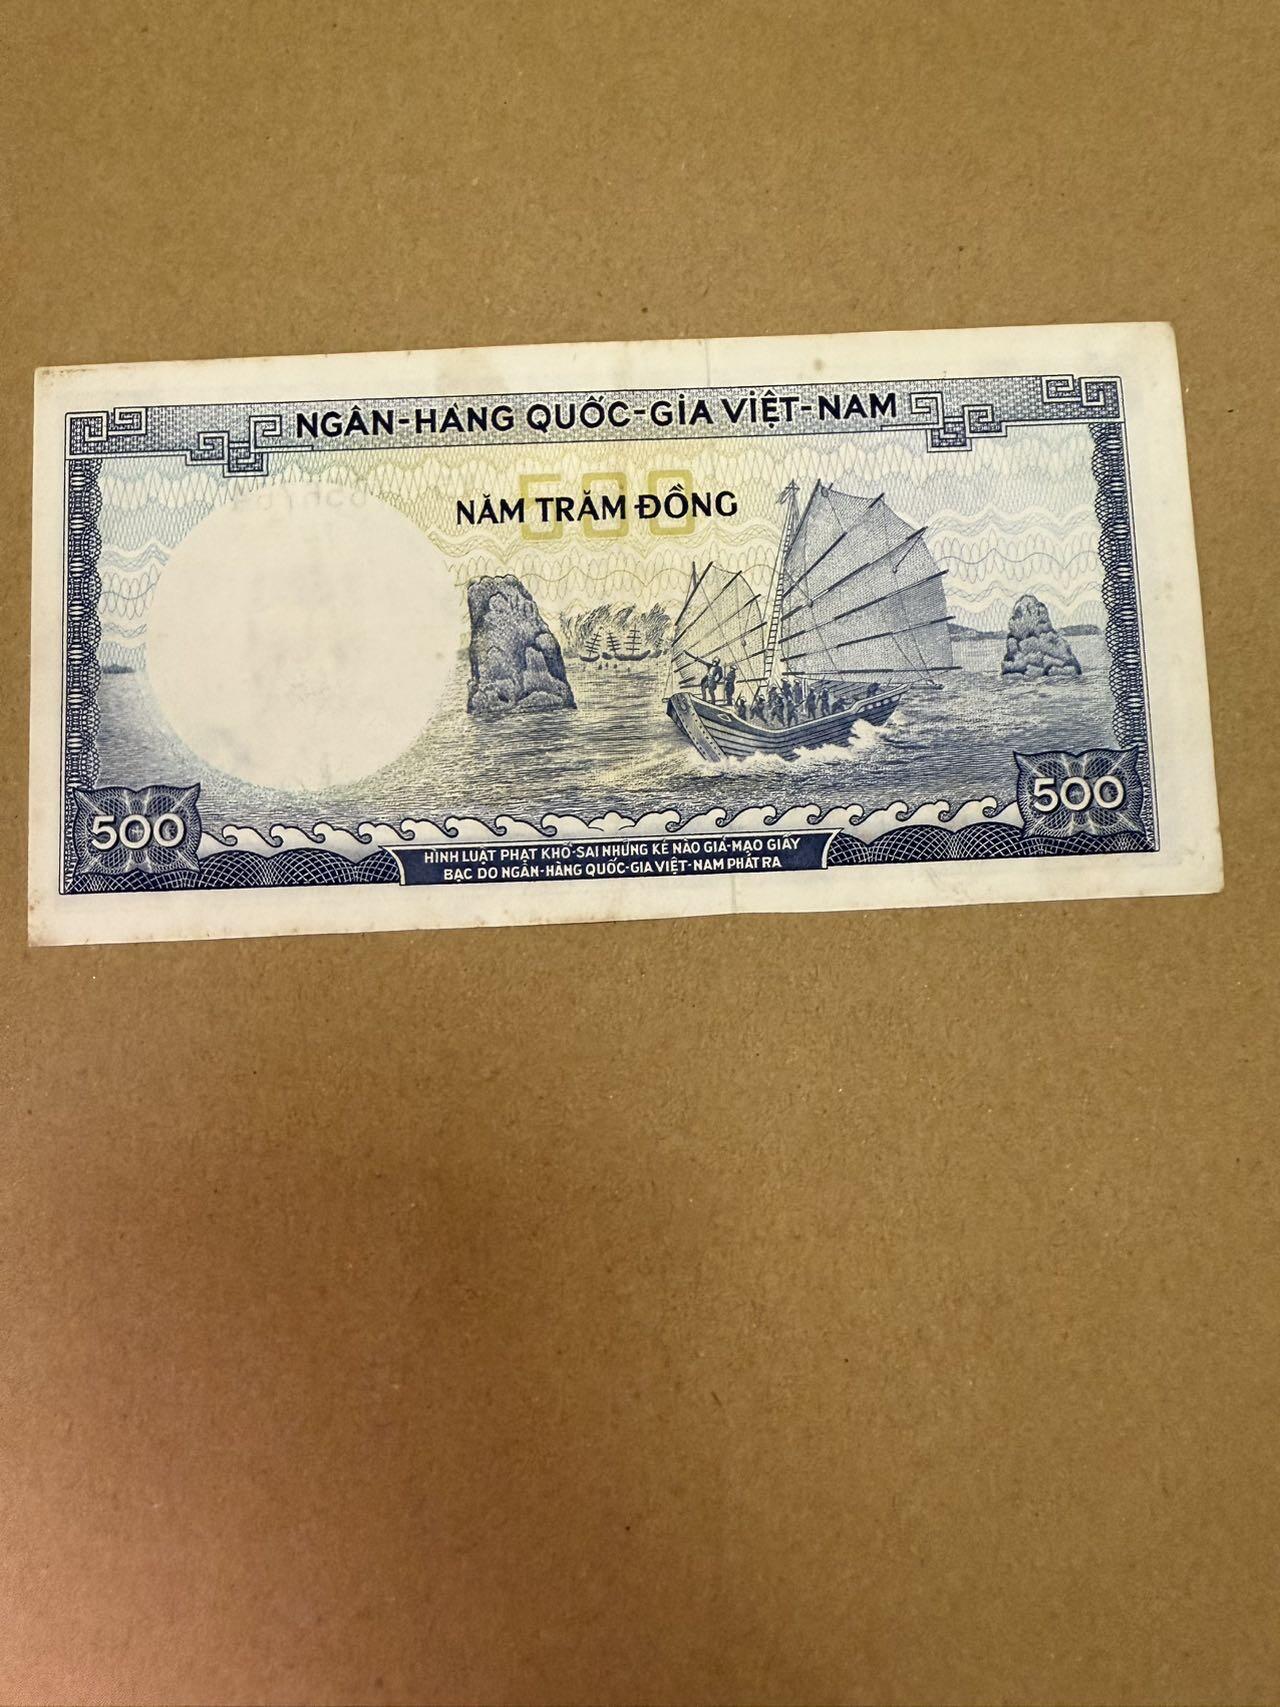 NGÂN-HÀNG QUỐC-GIA VIỆT-NAM
500
NĂM TRĂM ĐỒNG
500
500
HÌNH LUẬT PHẠT KHỔ-SAI NHỮNG KẺ NÀO GIẢ-MẠO GIẤY
BẠC DO NGÂN-HÀNG QUỐC-GIA VIỆT-NAM PHÁT RA